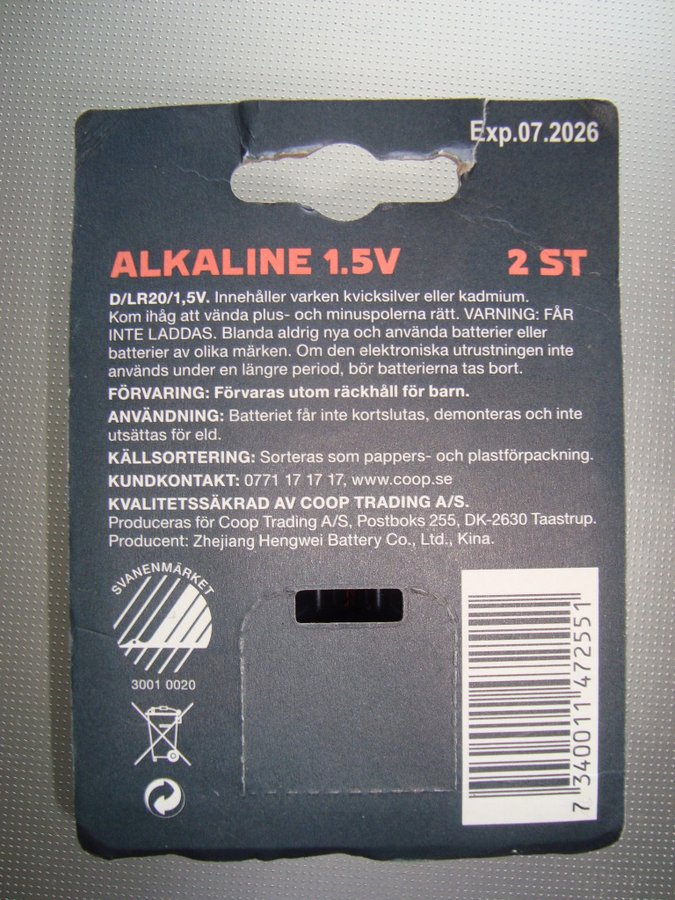 Exp.07.2026
ALKALINE 1.5V 2 ST
D/LR20/1,5V. Innehåller varken kvicksilver eller kadmium.
Kom ihåg att vända plus- och minuspolerna rätt. VARNING: FÅR
INTE LADDAS. Blanda aldrig nya och använda batterier eller
batterier av olika märken. Om den elektroniska utrustningen inte
används under en längre period, bör batterierna tas bort.
FÖRVARING: Förvaras utom räckhåll för barn.
ANVÄNDNING: Batteriet får inte kortslutas, demonteras och inte
utsättas för eld.
KÄLLSORTERING: Sorteras som pappers- och plastförpackning.
KUNDKONTAKT: 0771 17 17 17, www.coop.se
KVALITETSSÄKRAD AV COOP TRADING A/S.
Produceras för Coop Trading A/S, Postboks 255, DK-2630 Taastrup.
Producent: Zhejiang Hengwei Battery Co., Ltd., Kina.
SVANENMÄRKET
3001 0020
7 340011 472551